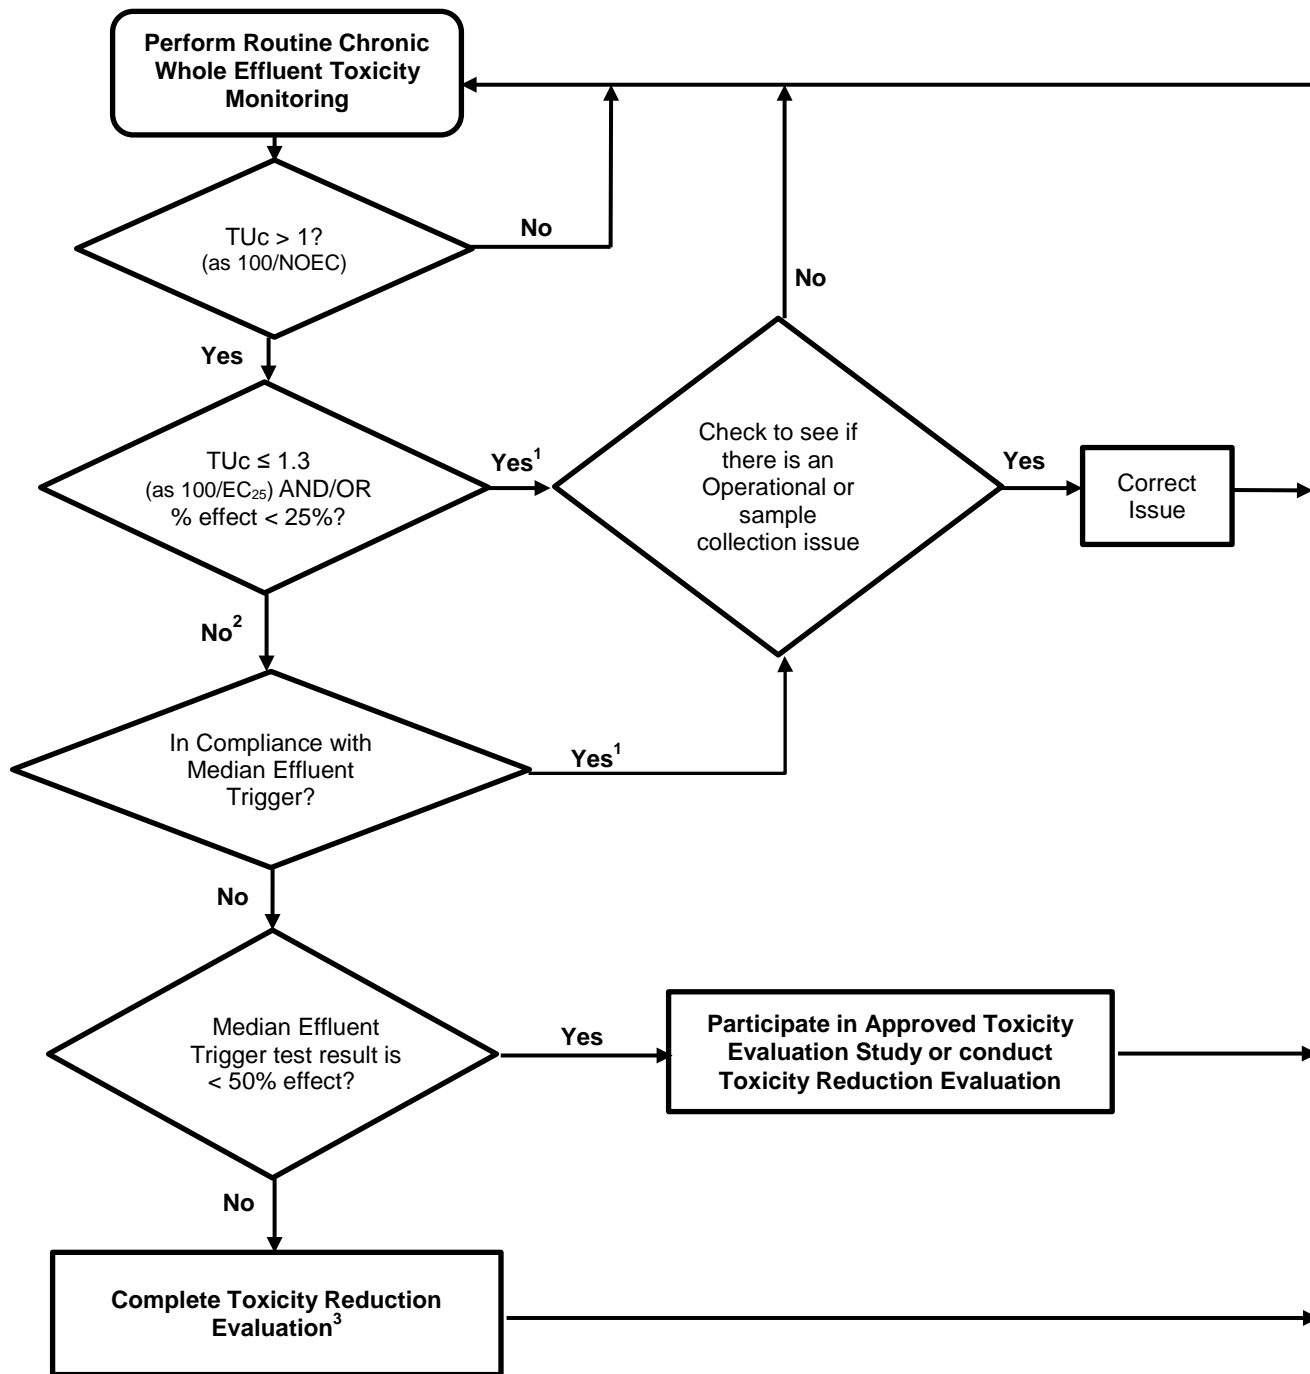 Perform Routine Chronic
Whole Effluent Toxicity
Monitoring
TUc > 1?
(as 100/NOEC)
No
Yes
TUc ≤ 1.3
(as 100/EC₂₅) AND/OR
% effect < 25%?
Yes¹
No
Check to see if
there is an
Operational or
sample
collection issue
Yes
Correct
Issue
No²
In Compliance with
Median Effluent
Trigger?
Yes¹
No
Median Effluent
Trigger test result is
< 50% effect?
Yes
Participate in Approved Toxicity
Evaluation Study or conduct
Toxicity Reduction Evaluation
No
Complete Toxicity Reduction
Evaluation³